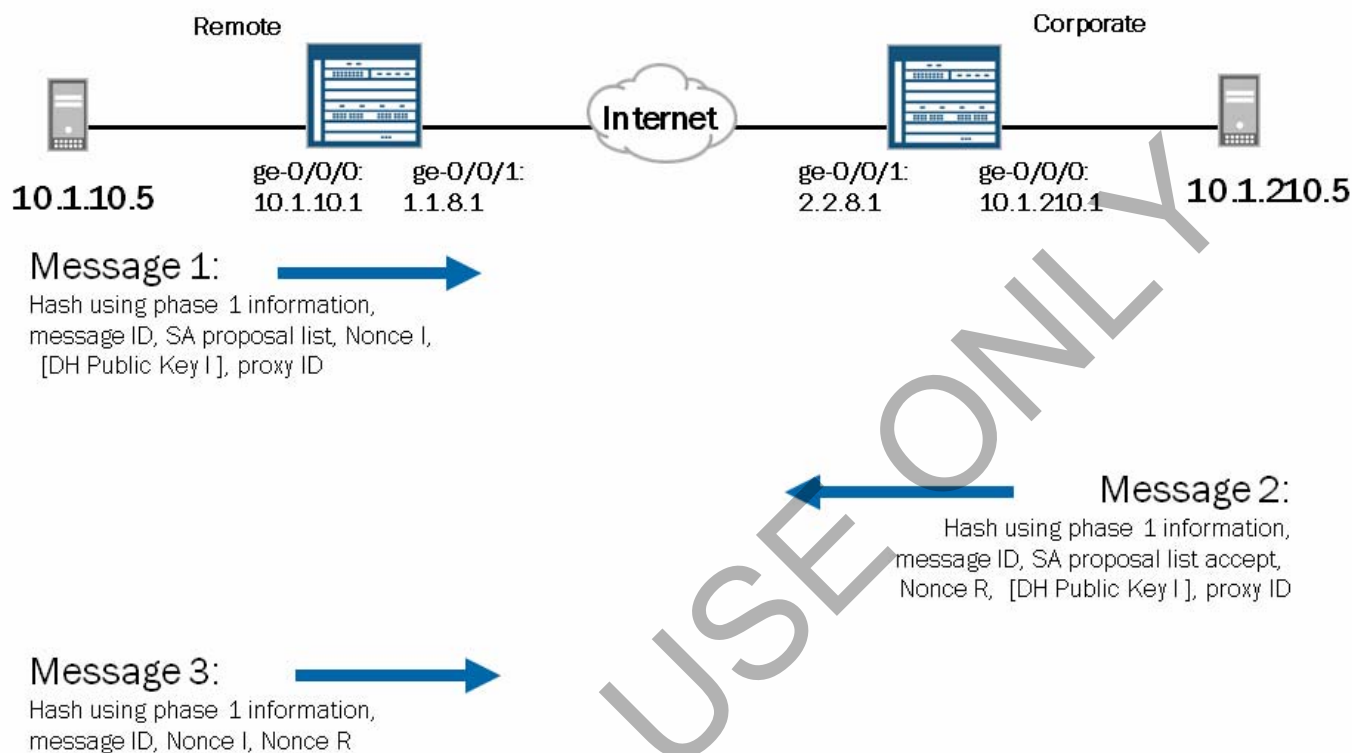 Remote
Corporate
Internet
ge-0/0/0:
10.1.10.1
ge-0/0/1:
1.1.8.1
ge-0/0/1:
2.2.8.1
ge-0/0/0:
10.1.210.1
10.1.10.5
10.1.210.5
Message 1:
Hash using phase 1 information,
message ID, SA proposal list, Nonce I,
[DH Public Key I ], proxy ID
Message 2:
Hash using phase 1 information,
message ID, SA proposal list accept,
Nonce R, [DH Public Key I ], proxy ID
Message 3:
Hash using phase 1 information,
message ID, Nonce I, Nonce R
USE ONLY